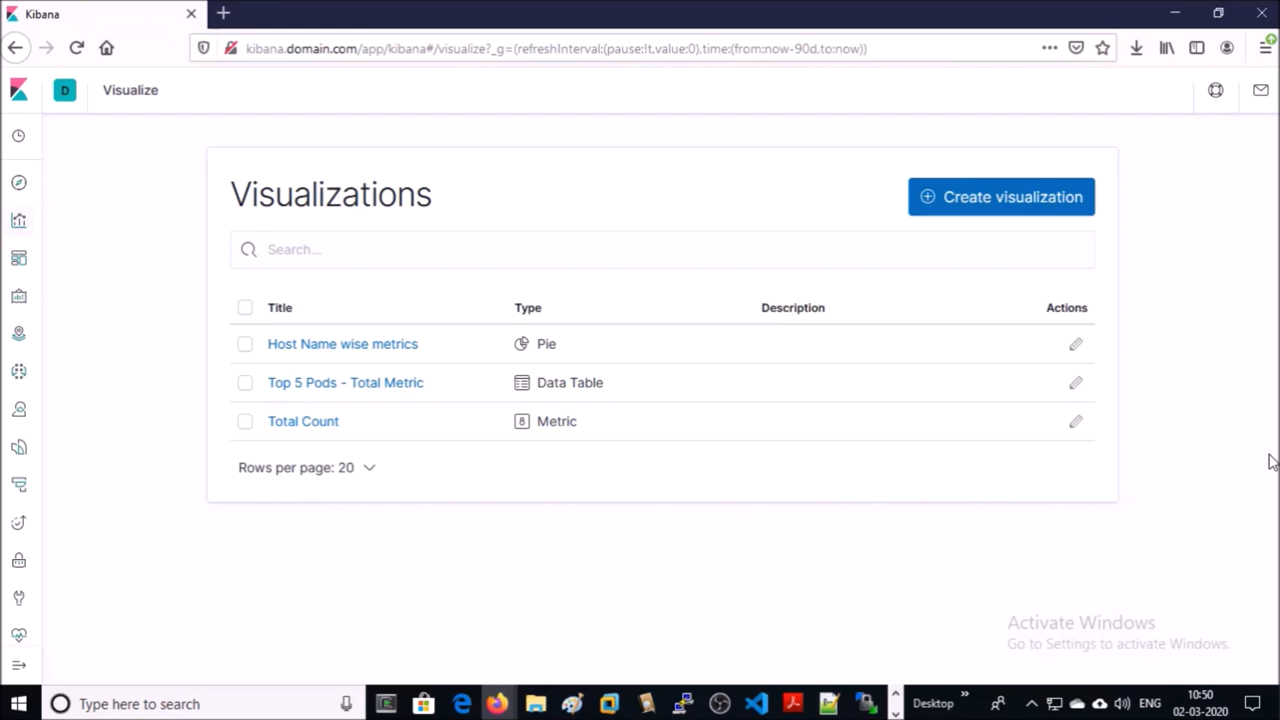 Kibana
kibana.domain.com/app/kibana#/visualize?_g=(refreshInterval:(pause:!t,value:0),time:(from:now-90d,to:now))
D
Visualize
Visualizations
Create visualization
Search...
Title
Type
Description
Actions
Host Name wise metrics
Pie
Top 5 Pods - Total Metric
Data Table
Total Count
8
Metric
Rows per page: 20
Activate Windows
Go to Settings to activate Windows.
Type here to search
Desktop
ENG
10:50
02-03-2020